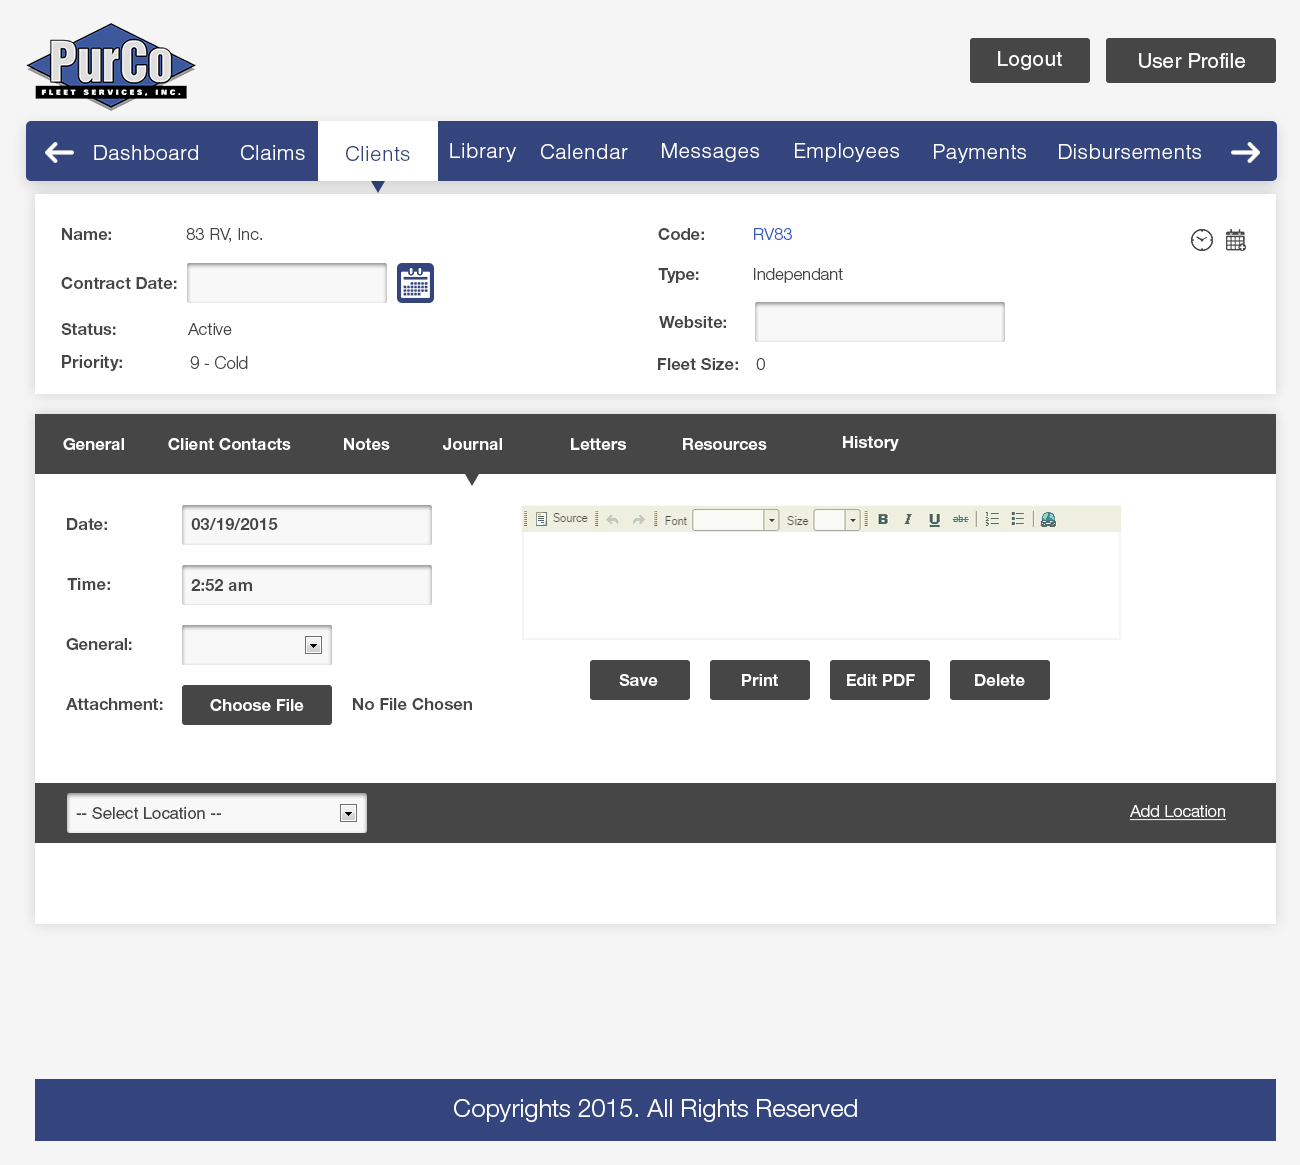 PurCo
FLEET SERVICES, INC.
Logout
User Profile
Dashboard Claims Clients Library Calendar Messages Employees Payments Disbursements
Name: 83 RV, Inc.
Code: RV83
Contract Date:
Type: Independant
Status: Active
Website:
Priority: 9 - Cold
Fleet Size: 0
General Client Contacts Notes Journal Letters Resources History
Date: 03/19/2015
Source Font Size B I U abc
Time: 2:52 am
General:
Save Print Edit PDF Delete
Attachment: Choose File No File Chosen
-- Select Location --
Add Location
Copyrights 2015. All Rights Reserved